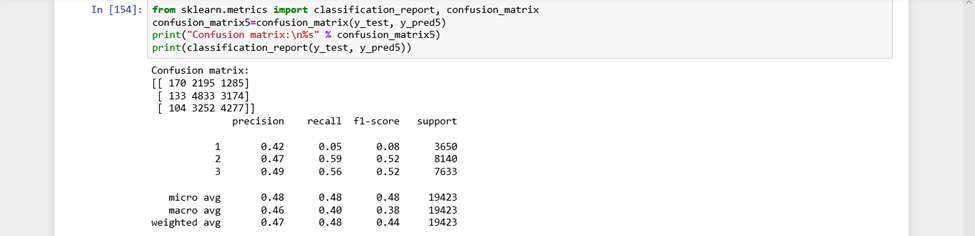 In [154]: from sklearn.metrics import classification_report, confusion_matrix
confusion_matrix5=confusion_matrix(y_test, y_pred5)
print("Confusion matrix:\n%s" % confusion_matrix5)
print(classification_report(y_test, y_pred5))
Confusion matrix:
[[ 170 2195 1285]
 [ 133 4833 3174]
 [ 104 3252 4277]]
              precision    recall  f1-score   support
           1       0.42      0.05      0.08      3650
           2       0.47      0.59      0.52      8140
           3       0.49      0.56      0.52      7633
   micro avg       0.48      0.48      0.48     19423
   macro avg       0.46      0.40      0.38     19423
weighted avg       0.47      0.48      0.44     19423